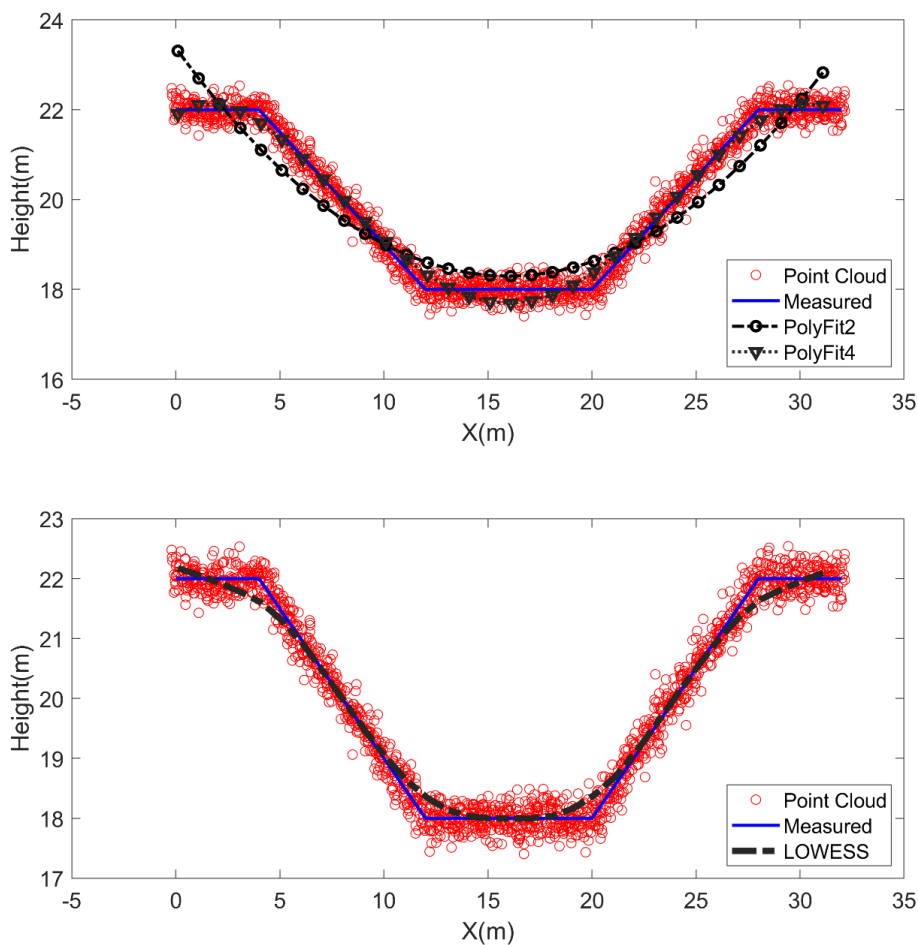 24
22
20
18
16
Height(m)
-5 0 5 10 15 20 25 30 35
X(m)
Point Cloud
Measured
PolyFit2
PolyFit4
23
22
21
20
19
18
17
Height(m)
-5 0 5 10 15 20 25 30 35
X(m)
Point Cloud
Measured
LOWESS